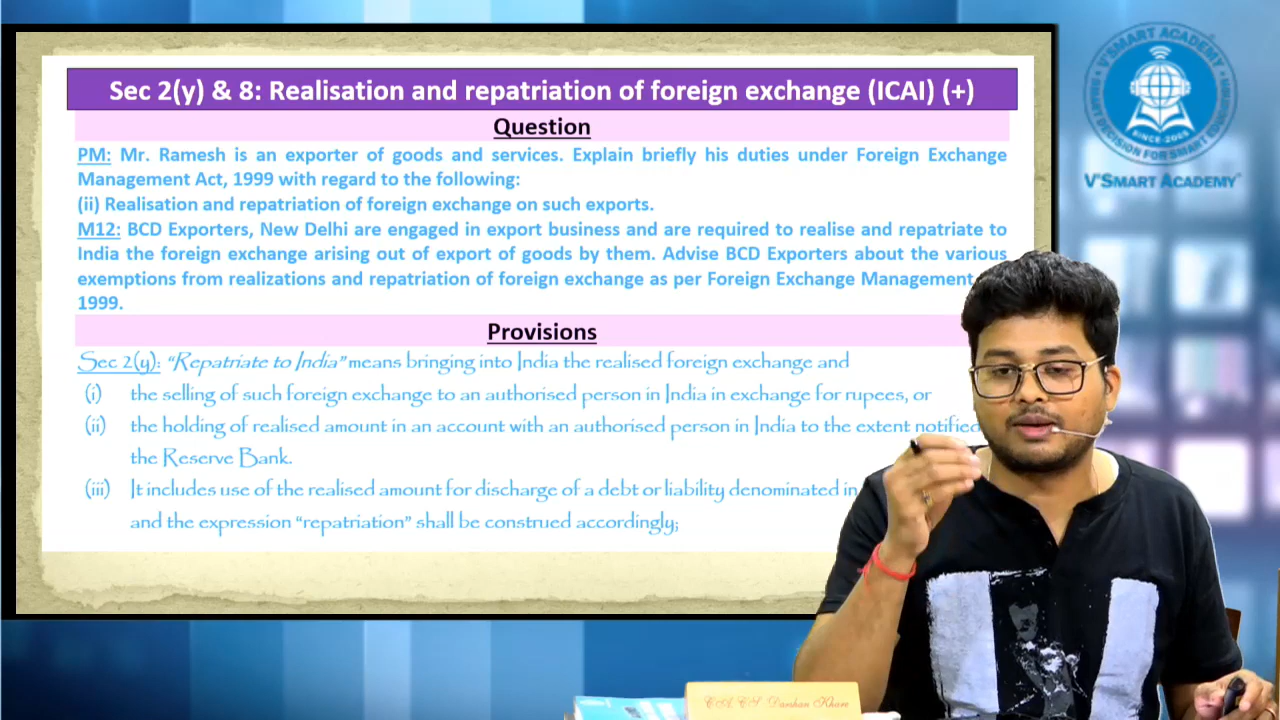 Sec 2(y) & 8: Realisation and repatriation of foreign exchange (ICAI) (+)
Question
PM: Mr. Ramesh is an exporter of goods and services. Explain briefly his duties under Foreign Exchange
Management Act, 1999 with regard to the following:
(ii) Realisation and repatriation of foreign exchange on such exports.
M12: BCD Exporters, New Delhi are engaged in export business and are required to realise and repatriate to
India the foreign exchange arising out of export of goods by them. Advise BCD Exporters about the various
exemptions from realizations and repatriation of foreign exchange as per Foreign Exchange Management
1999.
Provisions
Sec 2(y): “Repatriate to India” means bringing into India the realised foreign exchange and
(i) the selling of such foreign exchange to an authorised person in India in exchange for rupees, or
(ii) the holding of realised amount in an account with an authorised person in India to the extent notified
the Reserve Bank.
(iii) It includes use of the realised amount for discharge of a debt or liability denominated in
and the expression “repatriation” shall be construed accordingly;
V'SMART ACADEMY
SMART DECISION FOR SMART
SINCE-2006
V'SMART ACADEMY
CA CS Darshan Khare